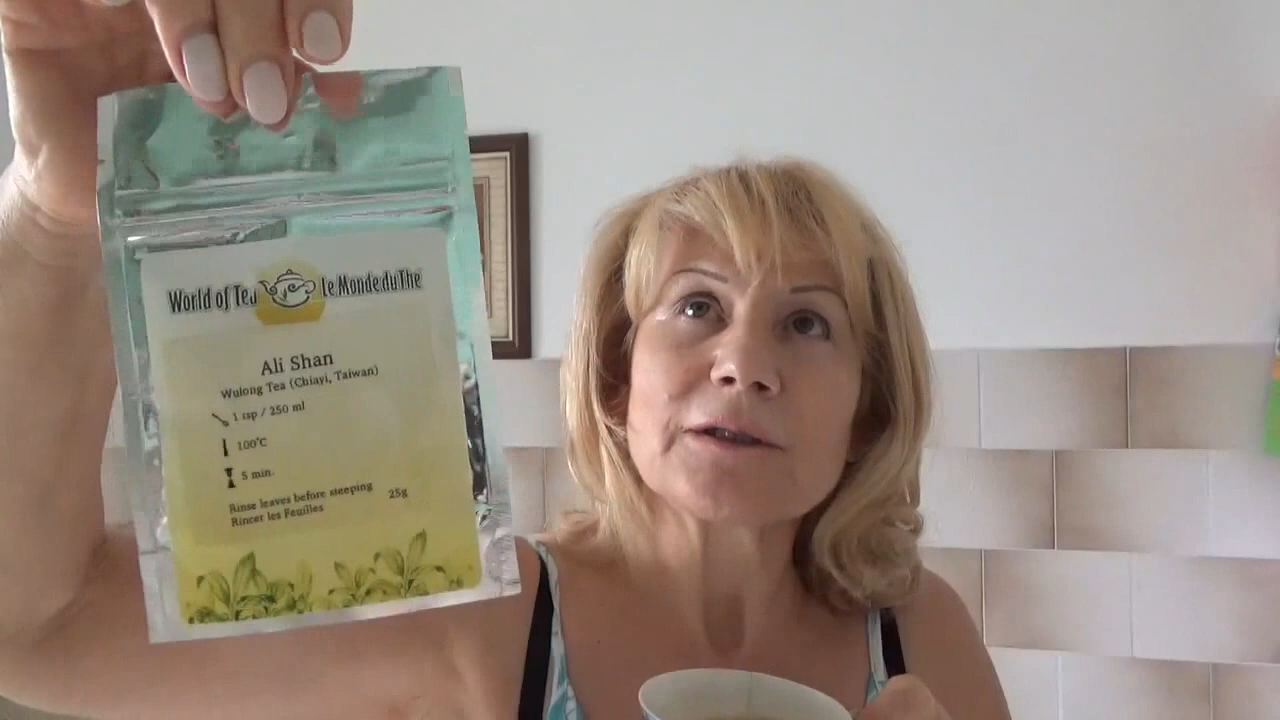 World of Tea Le Monde du Thé
Ali Shan
Wulong Tea (Chiayi, Taiwan)
1 tsp / 250 ml
100°C
5 min.
Rinse leaves before steeping
Rincer les Feuilles
25g